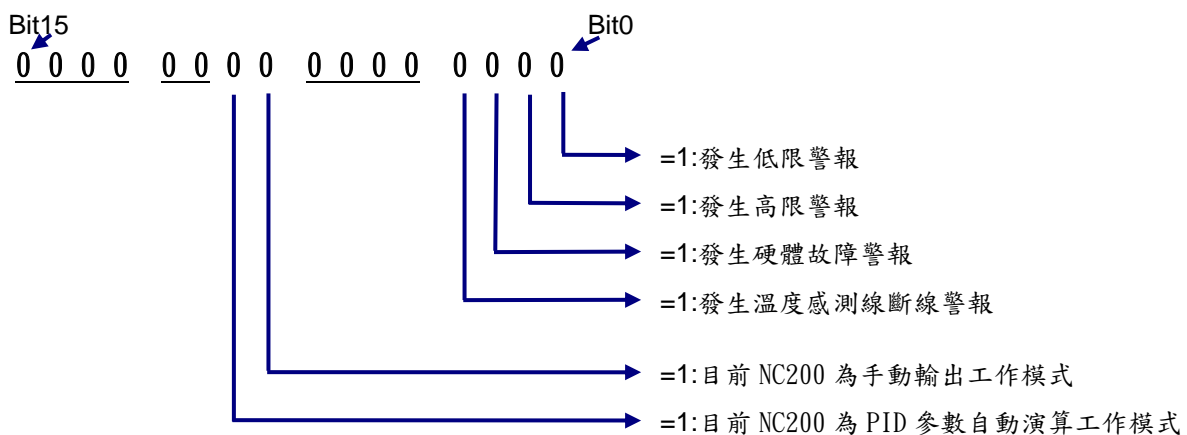 Bit15 Bit0
0 0 0 0 0 0 0 0 0 0 0 0 0 0 0 0
=1:發生低限警報
=1:發生高限警報
=1:發生硬體故障警報
=1:發生溫度感測線斷線警報
=1:目前 NC200 為手動輸出工作模式
=1:目前 NC200 為 PID 參數自動演算工作模式